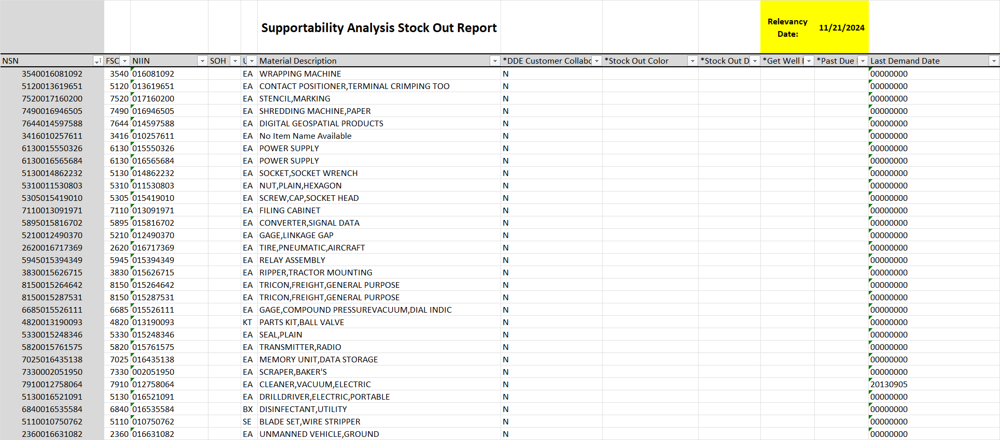 Supportability Analysis Stock Out Report Relevancy Date: 11/21/2024
NSN FSC NIIN SOH U Material Description *DDE Customer Collabo *Stock Out Color *Stock Out D *Get Well *Past Due Last Demand Date
3540016081092 3540 016081092 EA WRAPPING MACHINE N 00000000
5120013619651 5120 013619651 EA CONTACT POSITIONER,TERMINAL CRIMPING TOO N 00000000
7520017160200 7520 017160200 EA STENCIL,MARKING N 00000000
7490016946505 7490 016946505 EA SHREDDING MACHINE,PAPER N 00000000
7644014597588 7644 014597588 EA DIGITAL GEOSPATIAL PRODUCTS N 00000000
3416010257611 3416 010257611 EA No Item Name Available N 00000000
6130015550326 6130 015550326 EA POWER SUPPLY N 00000000
6130016565684 6130 016565684 EA POWER SUPPLY N 00000000
5130014862232 5130 014862232 EA SOCKET,SOCKET WRENCH N 00000000
5310011530803 5310 011530803 EA NUT,PLAIN,HEXAGON N 00000000
5305015419010 5305 015419010 EA SCREW,CAP,SOCKET HEAD N 00000000
7110013091971 7110 013091971 EA FILING CABINET N 00000000
5895015816702 5895 015816702 EA CONVERTER,SIGNAL DATA N 00000000
5210012490370 5210 012490370 EA GAGE,LINKAGE GAP N 00000000
2620016717369 2620 016717369 EA TIRE,PNEUMATIC,AIRCRAFT N 00000000
5945015394349 5945 015394349 EA RELAY ASSEMBLY N 00000000
3830015626715 3830 015626715 EA RIPPER,TRACTOR MOUNTING N 00000000
8150015264642 8150 015264642 EA TRICON,FREIGHT,GENERAL PURPOSE N 00000000
8150015287531 8150 015287531 EA TRICON,FREIGHT,GENERAL PURPOSE N 00000000
6685015526111 6685 015526111 EA GAGE,COMPOUND PRESSUREVACUUM,DIAL INDIC N 00000000
4820013190093 4820 013190093 KT PARTS KIT,BALL VALVE N 00000000
5330015248346 5330 015248346 EA SEAL,PLAIN N 00000000
5820015761575 5820 015761575 EA TRANSMITTER,RADIO N 00000000
7025016435138 7025 016435138 EA MEMORY UNIT,DATA STORAGE N 00000000
7330002051950 7330 002051950 EA SCRAPER,BAKER'S N 00000000
7910012758064 7910 012758064 EA CLEANER,VACUUM,ELECTRIC N 20130905
5130016521091 5130 016521091 EA DRILLDRIVER,ELECTRIC,PORTABLE N 00000000
6840016535584 6840 016535584 BX DISINFECTANT,UTILITY N 00000000
5110010750762 5110 010750762 SE BLADE SET,WIRE STRIPPER N 00000000
2360016631082 2360 016631082 EA UNMANNED VEHICLE,GROUND N 00000000